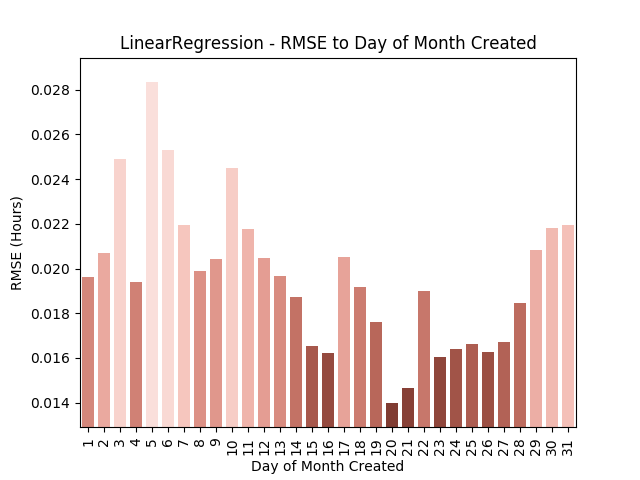 LinearRegression - RMSE to Day of Month Created
0.028
0.026
0.024
0.022
0.020
0.018
0.016
0.014
RMSE (Hours)
1 2 3 4 5 6 7 8 9 10 11 12 13 14 15 16 17 18 19 20 21 22 23 24 25 26 27 28 29 30 31
Day of Month Created